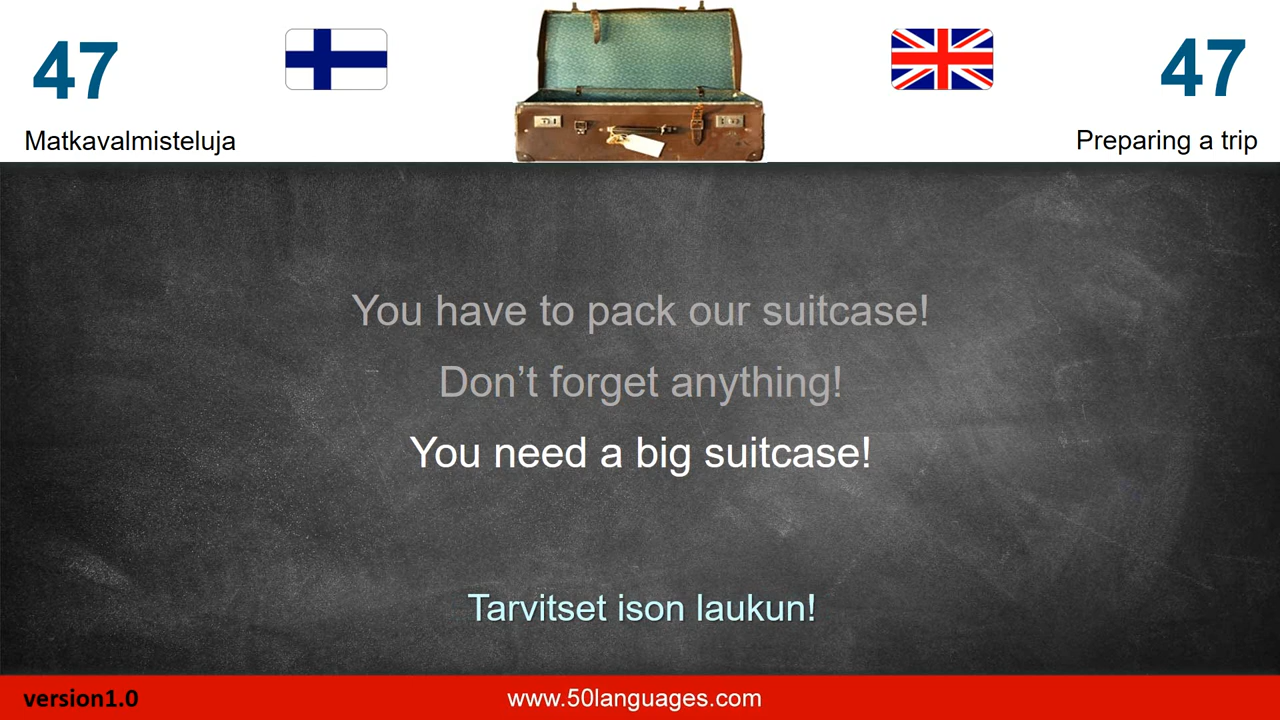 47
47
Matkavalmisteluja
Preparing a trip
You have to pack our suitcase!
Don’t forget anything!
You need a big suitcase!
Tarvitset ison laukun!
version1.0
www.50languages.com